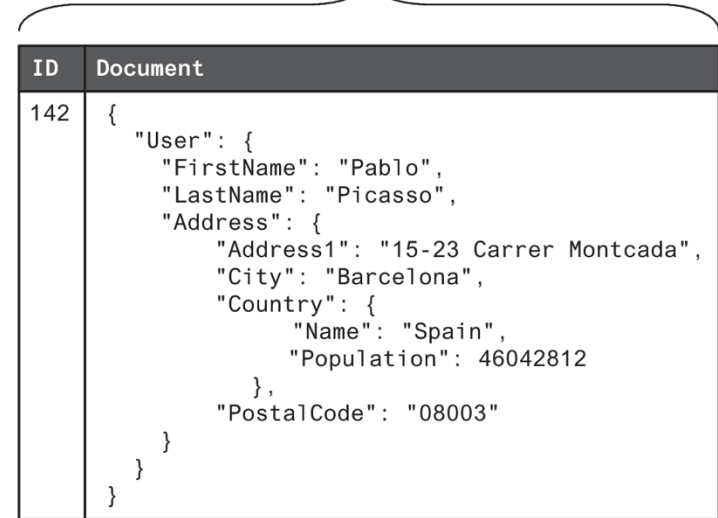 ID Document
142 {
"User": {
"FirstName": "Pablo",
"LastName": "Picasso",
"Address": {
"Address1": "15-23 Carrer Montcada",
"City": "Barcelona",
"Country": {
"Name": "Spain",
"Population": 46042812
},
"PostalCode": "08003"
}
}
}